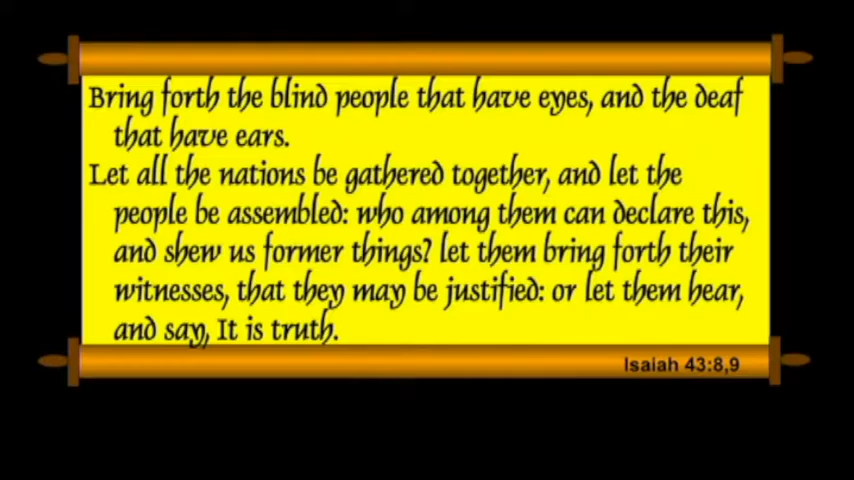 Bring forth the blind people that have eyes, and the deaf
that have ears.
Let all the nations be gathered together, and let the
people be assembled: who among them can declare this,
and shew us former things? let them bring forth their
witnesses, that they may be justified: or let them hear,
and say, It is truth.
Isaiah 43:8,9